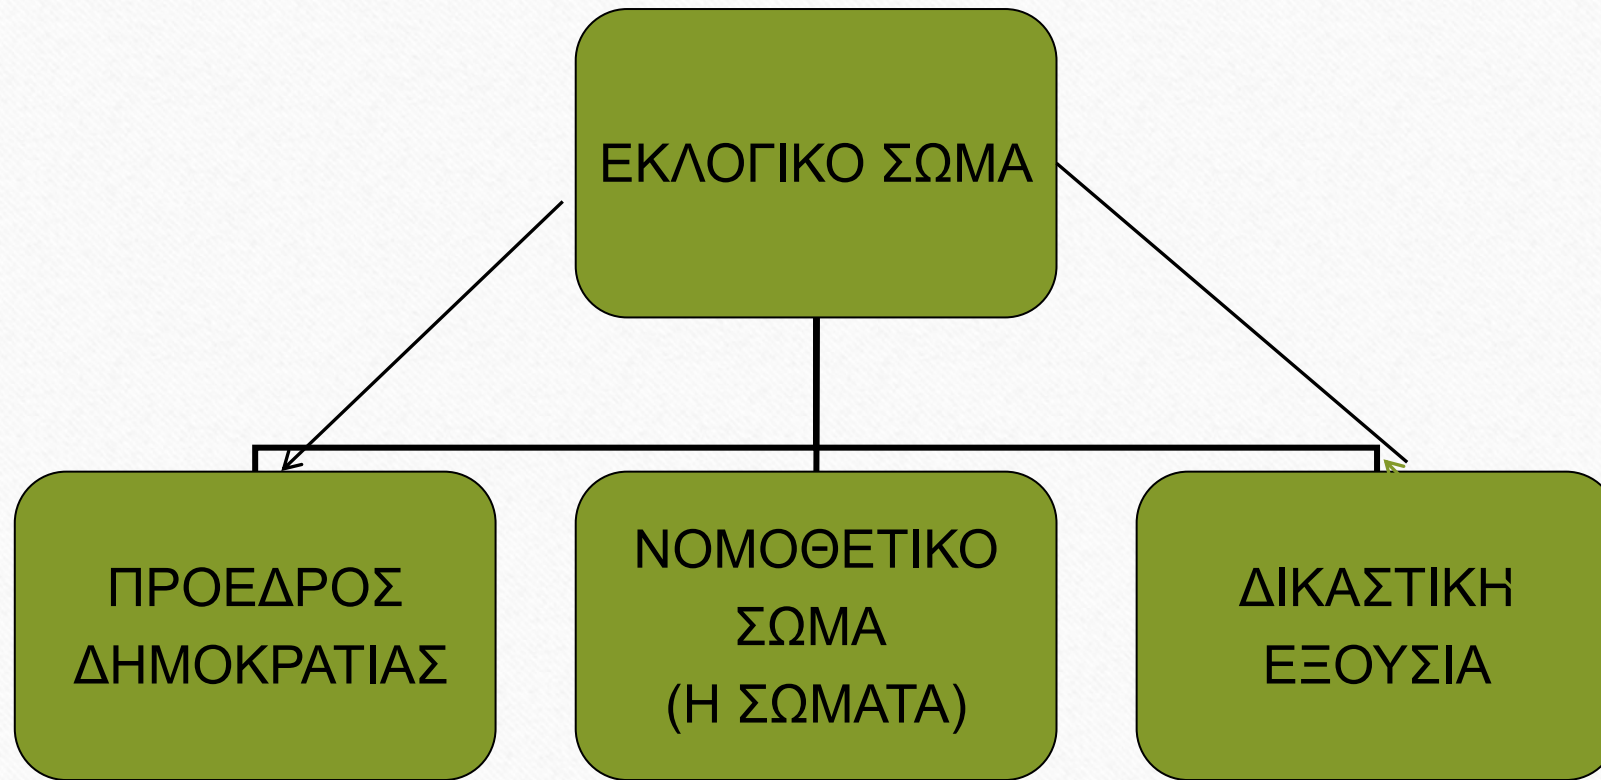 ΕΚΛΟΓΙΚΟ ΣΩΜΑ
ΠΡΟΕΔΡΟΣ
ΔΗΜΟΚΡΑΤΙΑΣ
ΝΟΜΟΘΕΤΙΚΟ
ΣΩΜΑ
(Η ΣΩΜΑΤΑ)
ΔΙΚΑΣΤΙΚΗ
ΕΞΟΥΣΙΑ